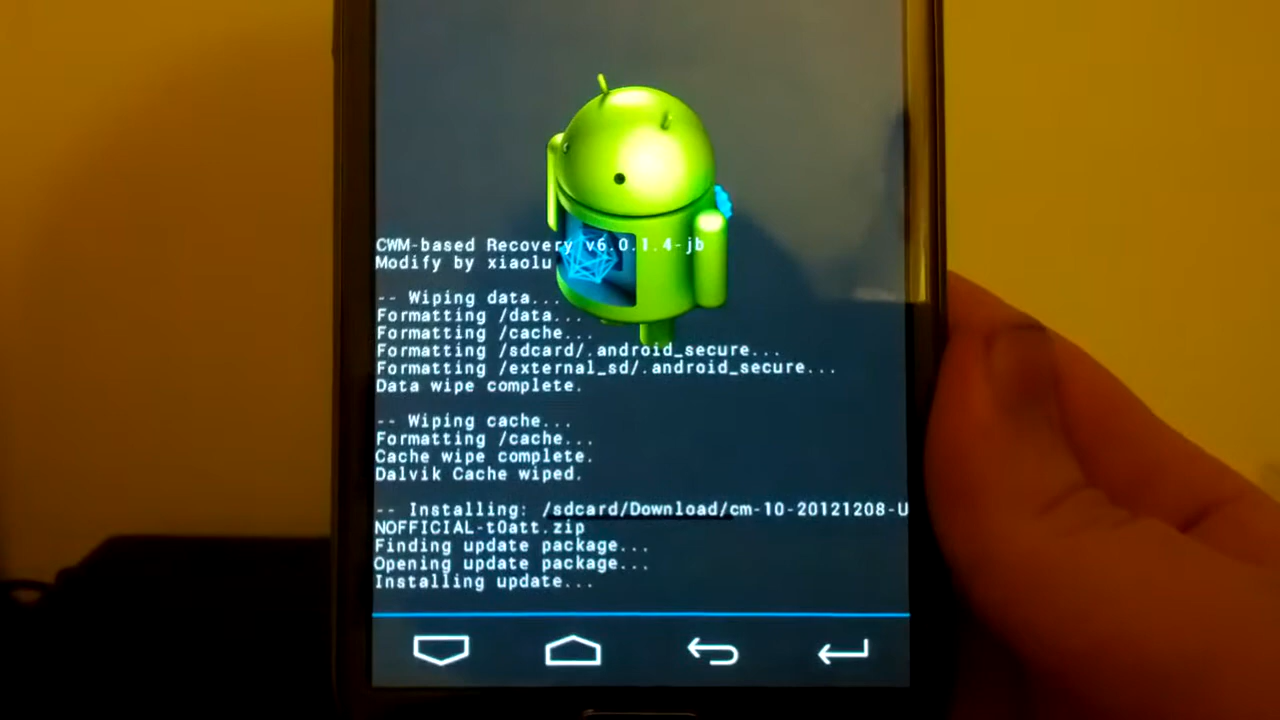 CWM-based Recovery v6.0.1.4-jb
Modify by xiaolu
-- Wiping data...
Formatting /data...
Formatting /cache...
Formatting /sdcard/.android_secure...
Formatting /external_sd/.android_secure...
Data wipe complete.
-- Wiping cache...
Formatting /cache...
Cache wipe complete.
Dalvik Cache wiped.
-- Installing: /sdcard/Download/cm-10-20121208-U
NOFFICIAL-t0att.zip
Finding update package...
Opening update package...
Installing update...